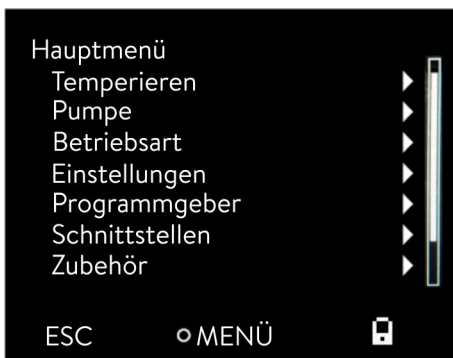 Hauptmenü
Temperieren
Pumpe
Betriebsart
Einstellungen
Programmgeber
Schnittstellen
Zubehör
ESC MENÜ